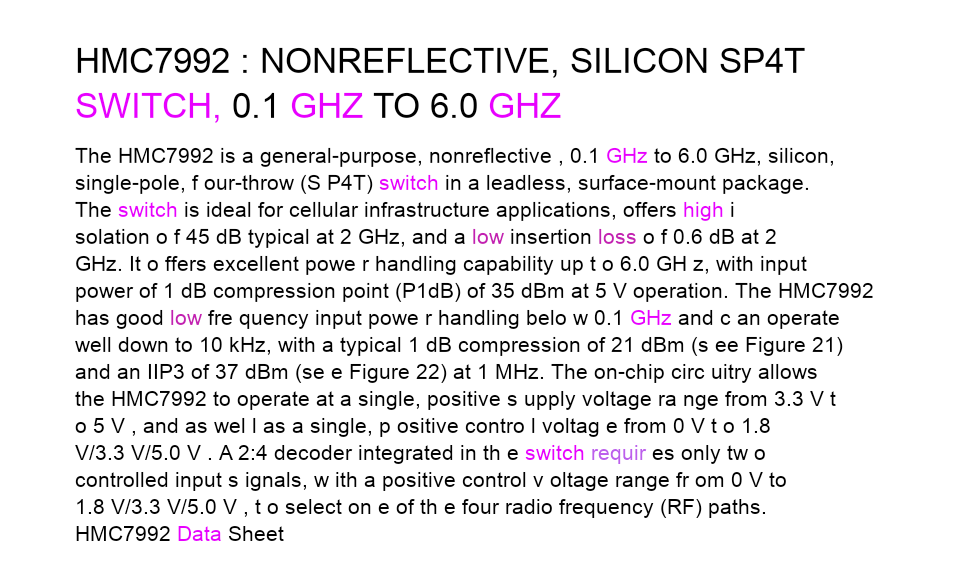 HMC7992 : NONREFLECTIVE, SILICON SP4T
SWITCH, 0.1 GHZ TO 6.0 GHZ
The HMC7992 is a general-purpose, nonreflective , 0.1 GHz to 6.0 GHz, silicon,
single-pole, f our-throw (S P4T) switch in a leadless, surface-mount package.
The switch is ideal for cellular infrastructure applications, offers high i
solation o f 45 dB typical at 2 GHz, and a low insertion loss o f 0.6 dB at 2
GHz. It o ffers excellent powe r handling capability up t o 6.0 GH z, with input
power of 1 dB compression point (P1dB) of 35 dBm at 5 V operation. The HMC7992
has good low fre quency input powe r handling belo w 0.1 GHz and c an operate
well down to 10 kHz, with a typical 1 dB compression of 21 dBm (s ee Figure 21)
and an IIP3 of 37 dBm (se e Figure 22) at 1 MHz. The on-chip circ uitry allows
the HMC7992 to operate at a single, positive s upply voltage ra nge from 3.3 V t
o 5 V , and as wel l as a single, p ositive contro l voltag e from 0 V t o 1.8
V/3.3 V/5.0 V . A 2:4 decoder integrated in th e switch requir es only tw o
controlled input s ignals, w ith a positive control v oltage range fr om 0 V to
1.8 V/3.3 V/5.0 V , t o select on e of th e four radio frequency (RF) paths.
HMC7992 Data Sheet